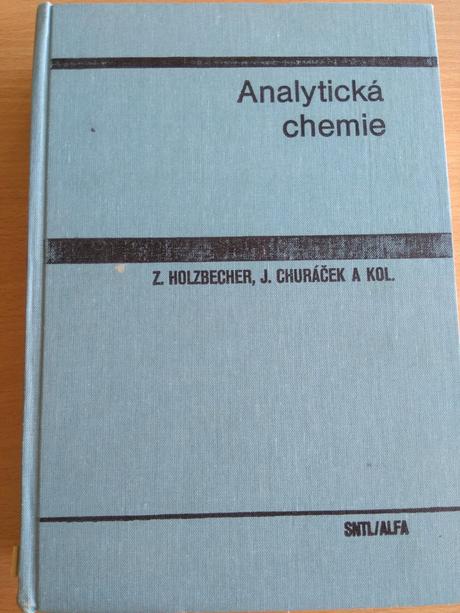 Analytická
chemie
Z. HOLZBECHER, J. CHURÁČEK A KOL.
SNTL/ALFA